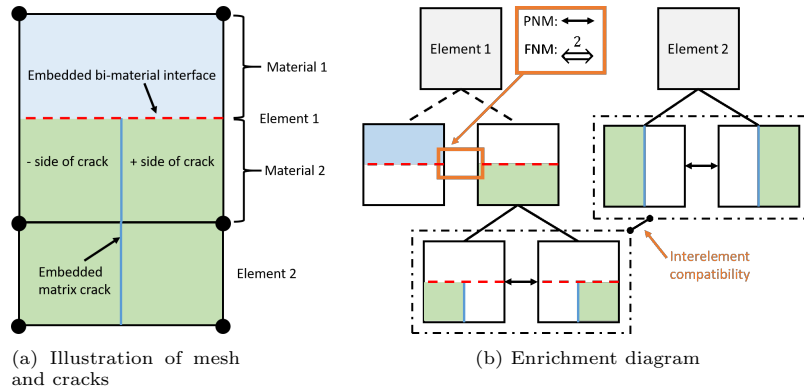 Embedded bi-material interface
- side of crack
+ side of crack
Embedded
matrix crack
Material 1
Element 1
Material 2
Element 2
(a) Illustration of mesh
and cracks
Element 1
PNM:
FNM: 2
Element 2
Interelement
compatibility
(b) Enrichment diagram